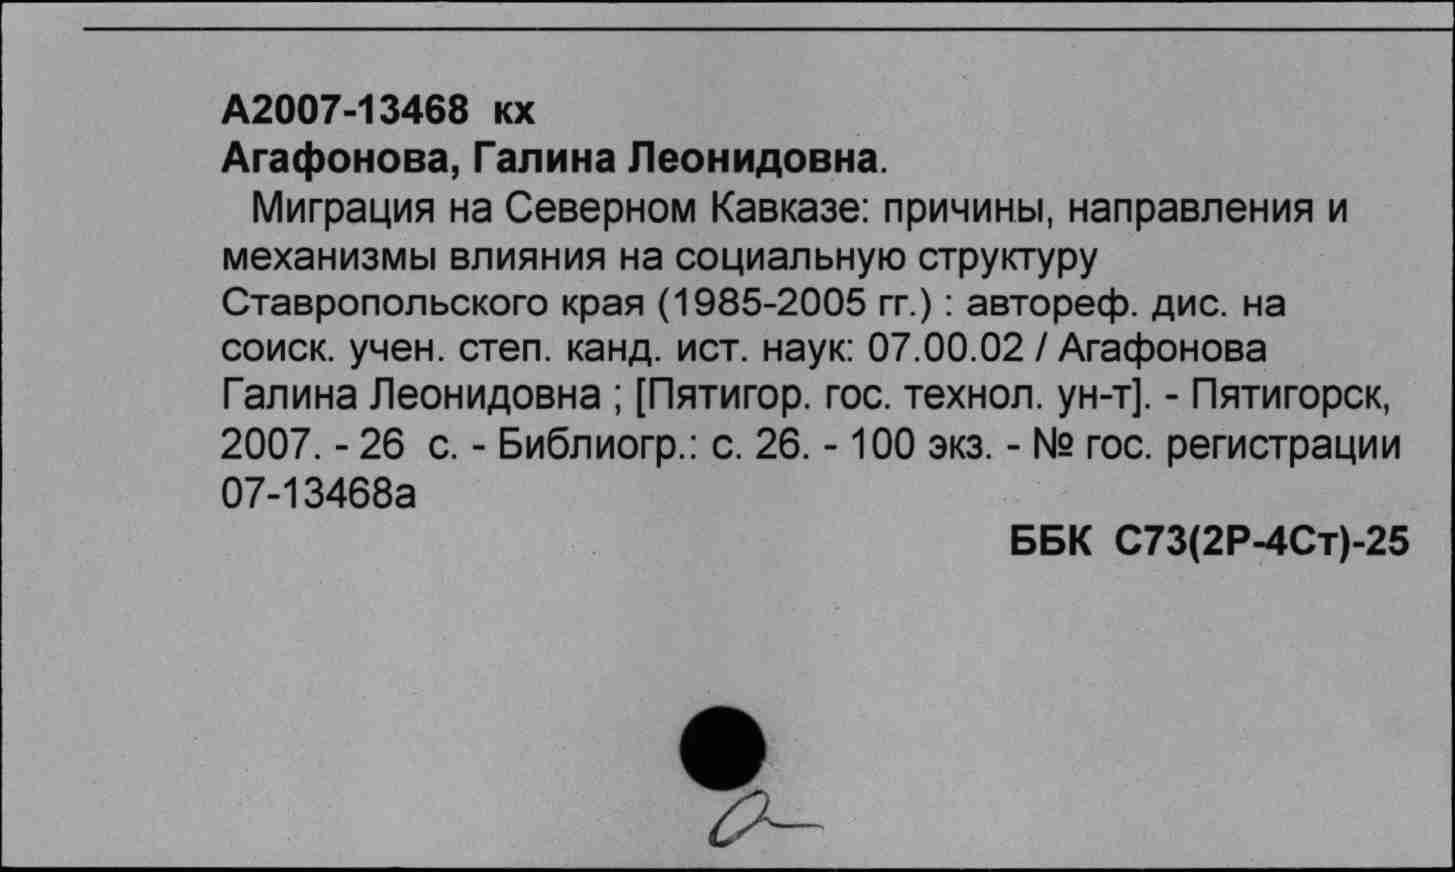 А2007-13468 кх
Агафонова, Галина Леонидовна.
Миграция на Северном Кавказе: причины, направления и
механизмы влияния на социальную структуру
Ставропольского края (1985-2005 гг.) : автореф. дис. на
соиск. учен. степ. канд. ист. наук: 07.00.02 / Агафонова
Галина Леонидовна ; [Пятигор. гос. технол. ун-т]. - Пятигорск,
2007. - 26 с. - Библиогр.: с. 26. - 100 экз. - № гос. регистрации
07-13468а
ББК С73(2Р-4Ст)-25